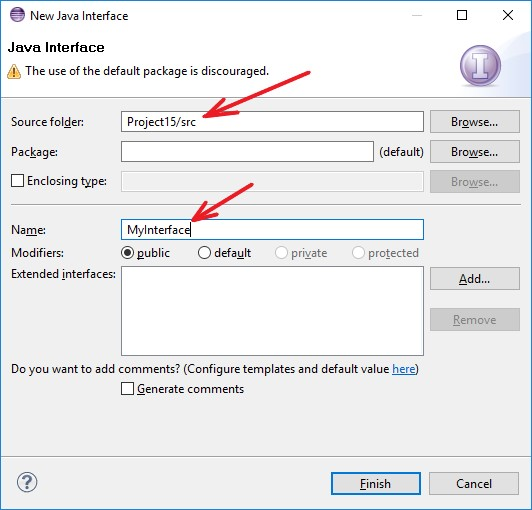 New Java Interface
Java Interface
The use of the default package is discouraged.
Source folder: Project15/src Browse...
Package: (default) Browse...
Enclosing type: Browse...
Name: MyInterface
Modifiers: public default private protected
Extended interfaces: Add...
Remove
Do you want to add comments? (Configure templates and default value here)
Generate comments
? Finish Cancel